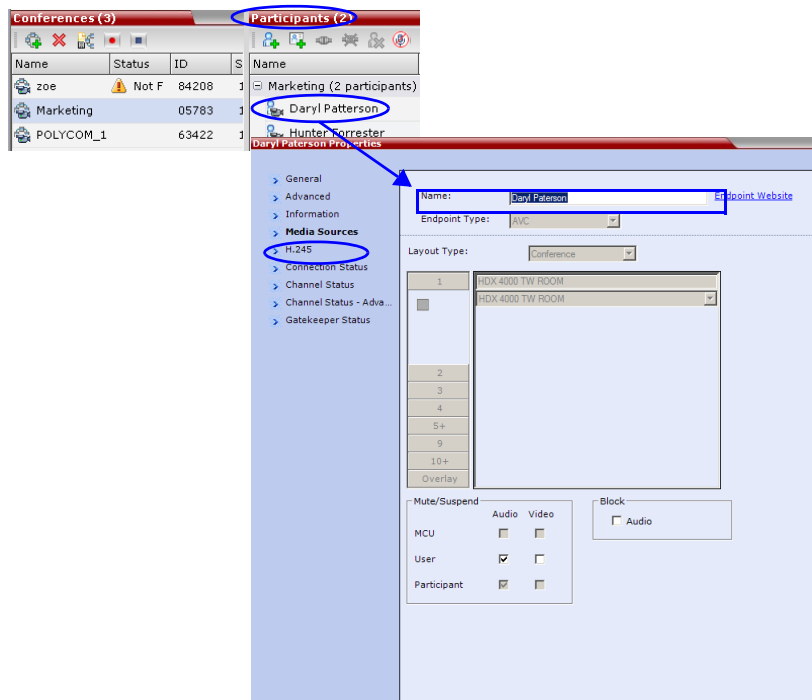 Conferences (3)
Participants (2)
Name Status ID S
Name
zoe Not F 84208 1
Marketing (2 participants)
Marketing 05783 1
Daryl Patterson
POLYCOM_1 63422 1
Hunter Forrester
Daryl Paterson Properties
General
Advanced
Information
Media Sources
H.245
Connection Status
Channel Status
Channel Status - Adva...
Gatekeeper Status
Name: Daryl Paterson Endpoint Website
Endpoint Type: AVC
Layout Type: Conference
1 HDX 4000 TW ROOM
HDX 4000 TW ROOM
2
3
4
5+
9
10+
Overlay
Mute/Suspend
Audio Video
MCU
User
Participant
Block
Audio